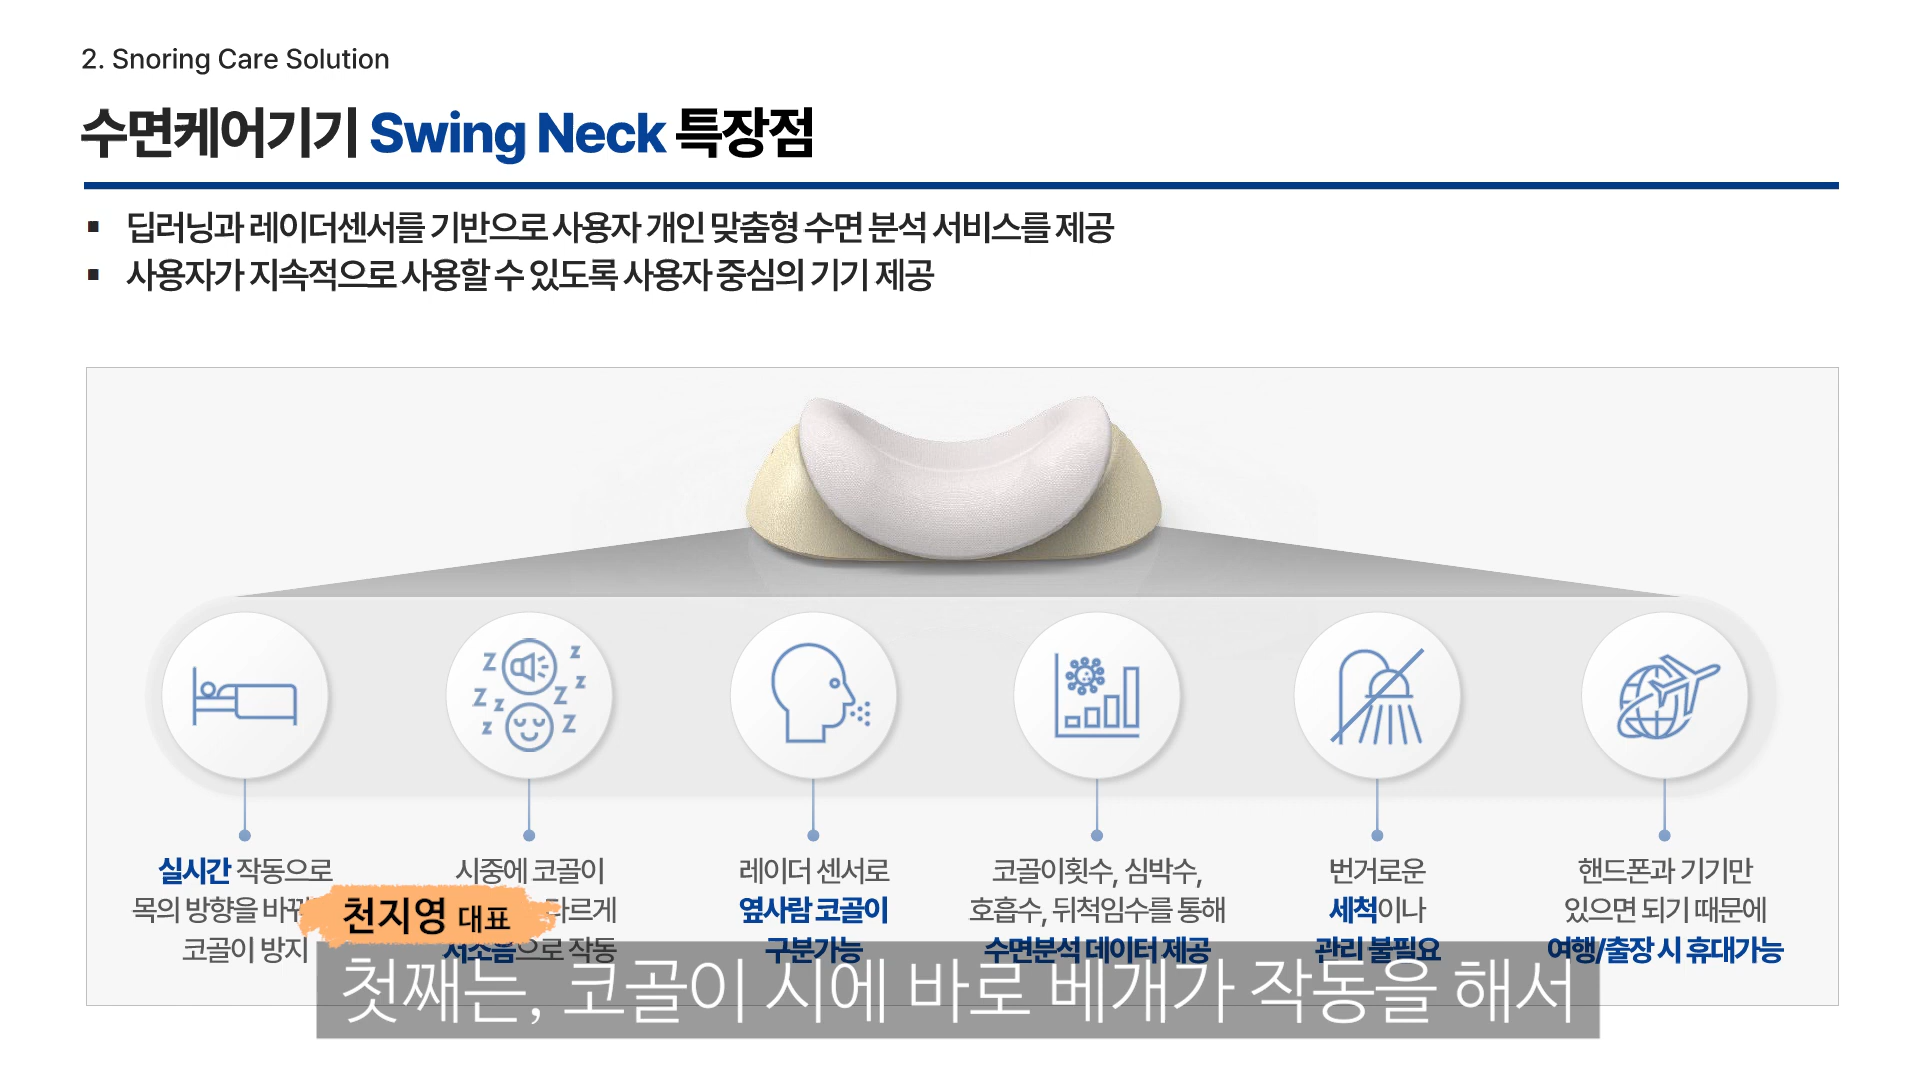 2. Snoring Care Solution
수면케어기기 Swing Neck 특장점
▪ 딥러닝과 레이더센서를 기반으로 사용자 개인 맞춤형 수면 분석 서비스를 제공
▪ 사용자가 지속적으로 사용할 수 있도록 사용자 중심의 기기 제공
실시간 작동으로
목의 방향을
코골이 방지
시중에 코골이
다르게
저소음으로 작동
레이더 센서로
옆사람 코골이
구분가능
코골이횟수, 심박수,
호흡수, 뒤척임수를 통해
수면분석 데이터 제공
번거로운
세척이나
관리 불필요
핸드폰과 기기만
있으면 되기 때문에
여행/출장 시 휴대가능
천지영 대표
첫째는, 코골이 시에 바로 베개가 작동을 해서